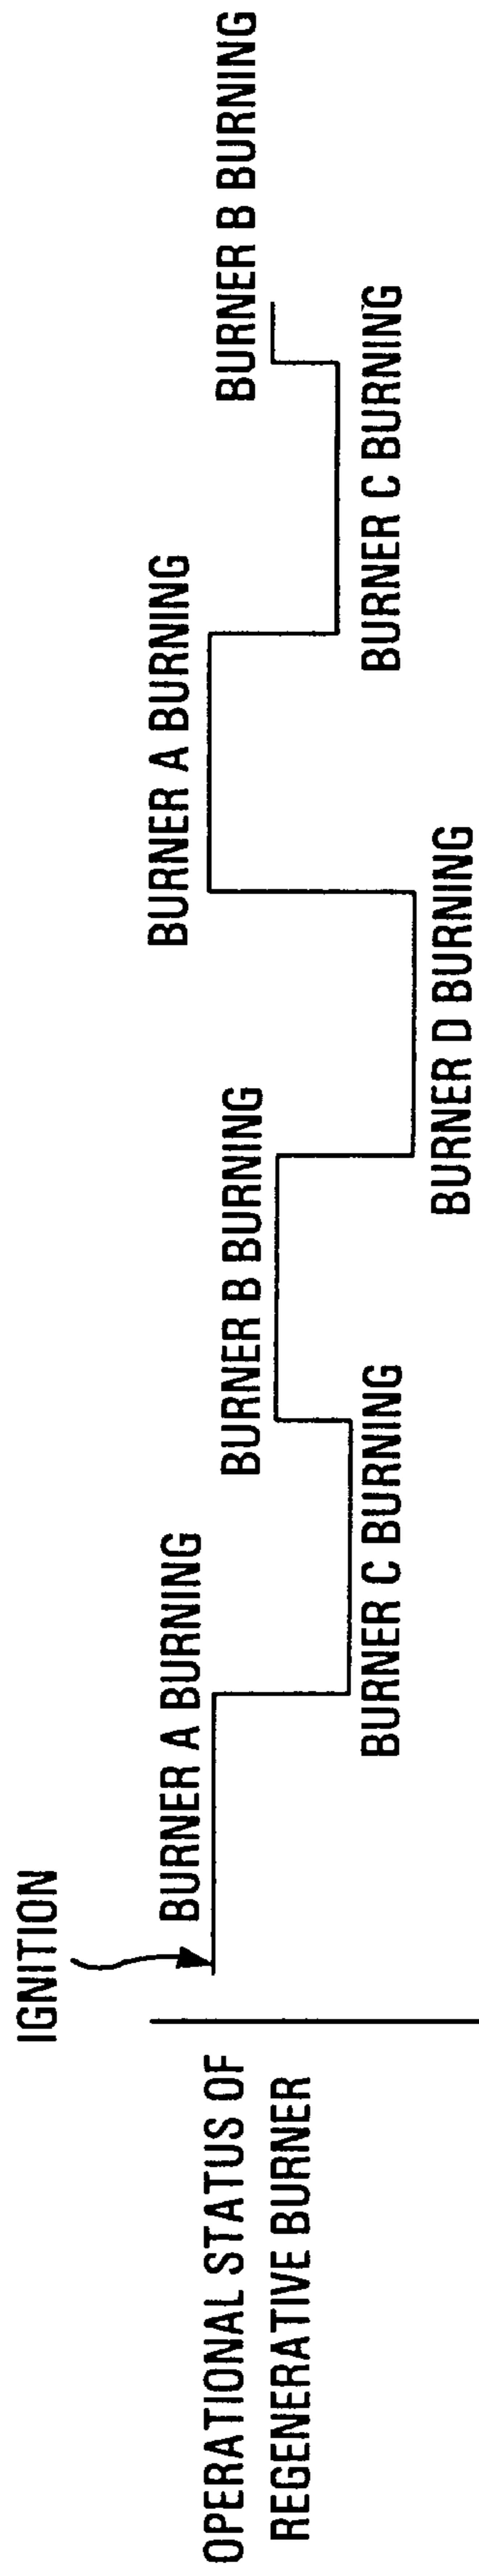 IGNITION
OPERATIONAL STATUS OF
REGENERATIVE BURNER
BURNER A BURNING
BURNER C BURNING
BURNER B BURNING
BURNER D BURNING
BURNER A BURNING
BURNER C BURNING
BURNER B BURNING